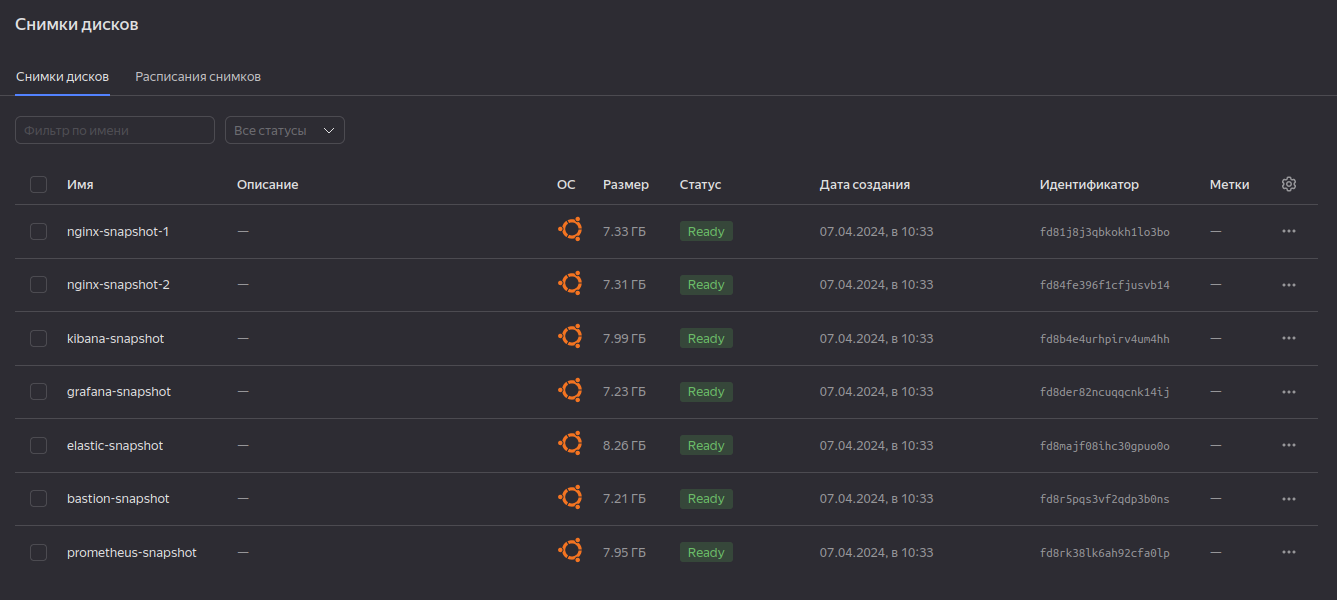 Снимки дисков
Снимки дисков Расписания снимков
Фильтр по имени Все статусы
Имя Описание ОС Размер Статус Дата создания Идентификатор Метки
nginx-snapshot-1 — 7.33 ГБ Ready 07.04.2024, в 10:33 fd81j8j3qbkokh1lo3bo —
nginx-snapshot-2 — 7.31 ГБ Ready 07.04.2024, в 10:33 fd84fe396f1cfjusvb14 —
kibana-snapshot — 7.99 ГБ Ready 07.04.2024, в 10:33 fd8b4e4urhpirv4um4hh —
grafana-snapshot — 7.23 ГБ Ready 07.04.2024, в 10:33 fd8der82ncuqqcnk14ij —
elastic-snapshot — 8.26 ГБ Ready 07.04.2024, в 10:33 fd8majf08ihc30gpuo0o —
bastion-snapshot — 7.21 ГБ Ready 07.04.2024, в 10:33 fd8r5pqs3vf2qdp3b0ns —
prometheus-snapshot — 7.95 ГБ Ready 07.04.2024, в 10:33 fd8rk38lk6ah92cfa0lp —